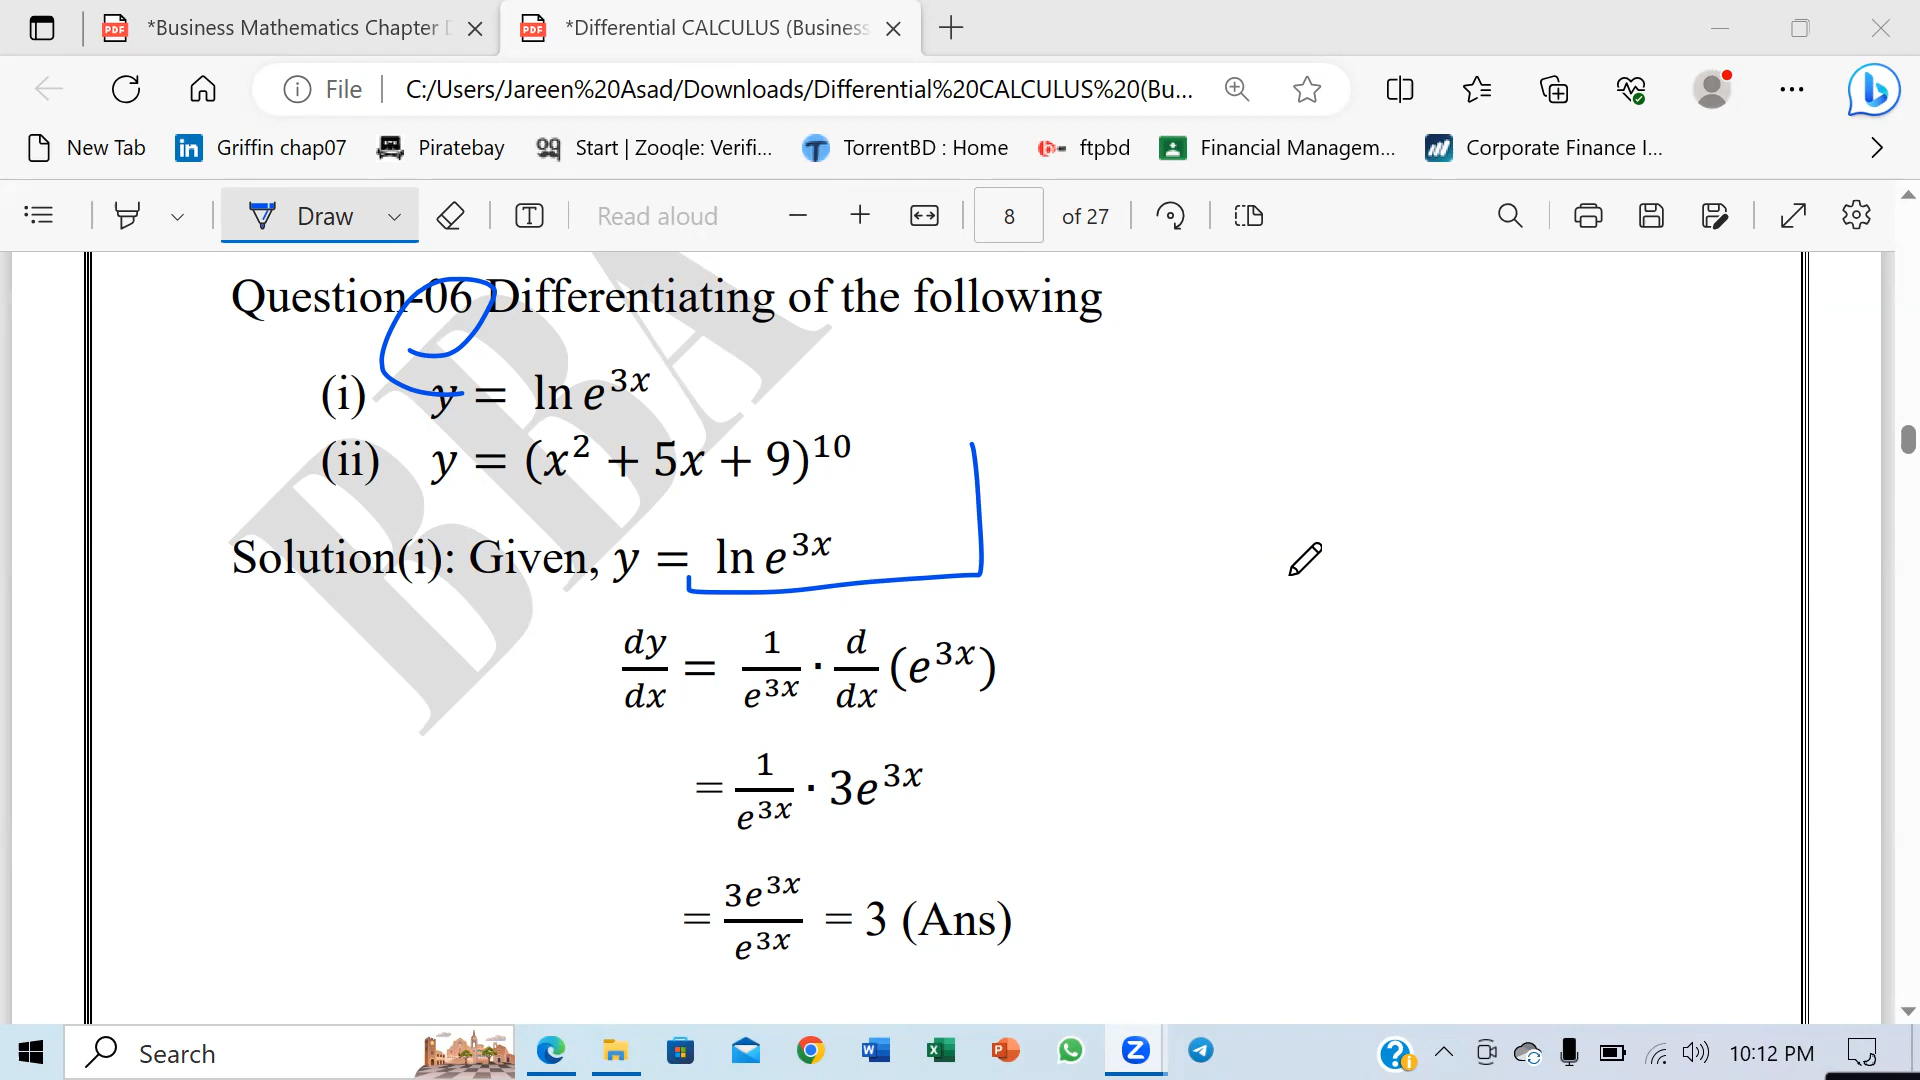 *Business Mathematics Chapter D
*Differential CALCULUS (Business
File
C:/Users/Jareen%20Asad/Downloads/Differential%20CALCULUS%20(Bu...
New Tab
Griffin chap07
Piratebay
Start | Zooqle: Verifi...
TorrentBD : Home
ftpbd
Financial Managem...
Corporate Finance I...
Draw
Read aloud
8 of 27
BBA
Question-06 Differentiating of the following
(i) y = ln e^{3x}
(ii) y = (x² + 5x + 9)^{10}
Solution(i): Given, y = ln e^{3x}
dy/dx = 1/e^{3x} · d/dx (e^{3x})
= 1/e^{3x} · 3e^{3x}
= 3e^{3x}/e^{3x} = 3 (Ans)
Search
10:12 PM